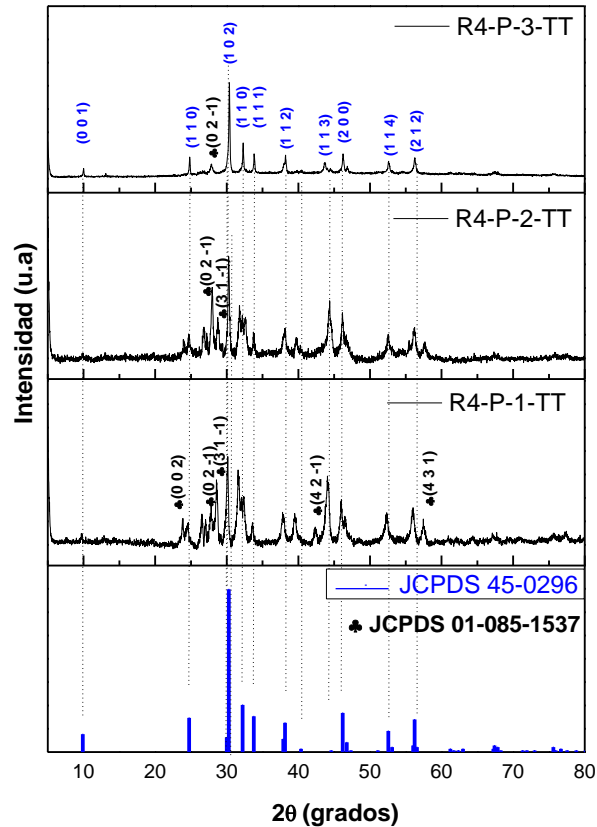 R4-P-3-TT
(0 0 1)
(1 1 0)
♣(0 2 -1)
(1 0 2)
(1 1 0)
(1 1 1)
(1 1 2)
(1 1 3)
(2 0 0)
(1 1 4)
(2 1 2)
R4-P-2-TT
♣(0 2 -1)
♣(3 1 -1)
R4-P-1-TT
♣(0 0 2)
♣(0 2 -1)
♣(3 1 -1)
♣(4 2 -1)
♣(4 3 1)
JCPDS 45-0296
♣ JCPDS 01-085-1537
Intensidad (u.a)
10 20 30 40 50 60 70 80
2θ (grados)